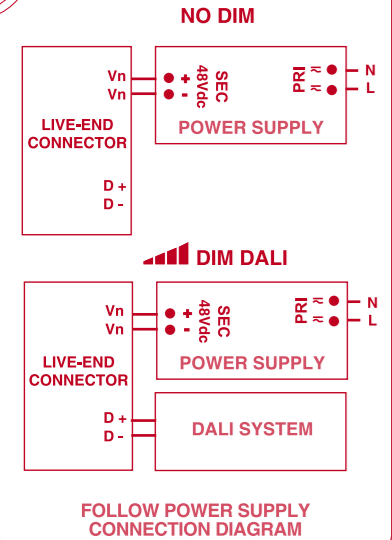 NO DIM
Vn
Vn
+
-
SEC
48Vdc
PRI
≂
≂
N
L
LIVE-END
CONNECTOR
POWER SUPPLY
D +
D -
DIM DALI
Vn
Vn
+
-
SEC
48Vdc
PRI
≂
≂
N
L
LIVE-END
CONNECTOR
POWER SUPPLY
D +
D -
DALI SYSTEM
FOLLOW POWER SUPPLY
CONNECTION DIAGRAM